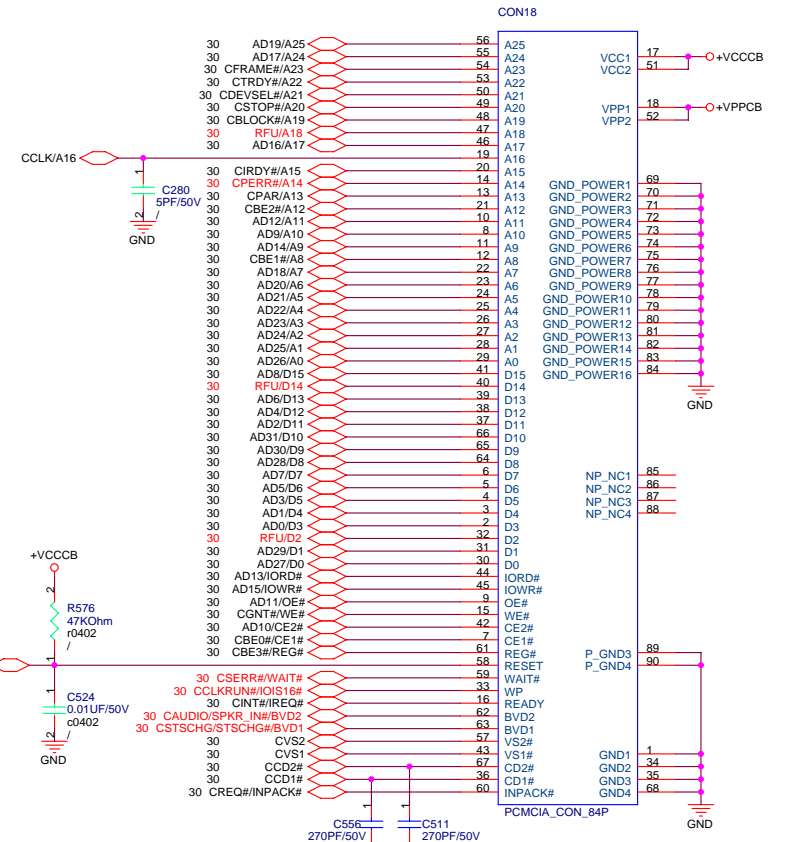 CON18
30 AD19/A25 56 A25
30 AD17/A24 55 A24 VCC1 17 +VCCCB
30 CFRAME#/A23 54 A23 VCC2 51
30 CTRDY#/A22 53 A22
30 CDEVSEL#/A21 50 A21
30 CSTOP#/A20 49 A20 VPP1 18 +VPPCB
30 CBLOCK#/A19 48 A19 VPP2 52
30 RFU/A18 47 A18
30 AD16/A17 46 A17
CCLK/A16 19 A16
30 CIRDY#/A15 20 A15
30 CPERR#/A14 14 A14 GND_POWER1 69
30 CPAR/A13 13 A13 GND_POWER2 70
30 CBE2#/A12 21 A12 GND_POWER3 71
30 AD12/A11 10 A11 GND_POWER4 72
30 AD9/A10 8 A10 GND_POWER5 73
30 AD14/A9 11 A9 GND_POWER6 74
30 CBE1#/A8 12 A8 GND_POWER7 75
30 AD18/A7 22 A7 GND_POWER8 76
30 AD20/A6 23 A6 GND_POWER9 77
30 AD21/A5 24 A5 GND_POWER10 78
30 AD22/A4 25 A4 GND_POWER11 79
30 AD23/A3 26 A3 GND_POWER12 80
30 AD24/A2 27 A2 GND_POWER13 81
30 AD25/A1 28 A1 GND_POWER14 82
30 AD26/A0 29 A0 GND_POWER15 83
30 AD8/D15 41 D15 GND_POWER16 84
30 RFU/D14 40 D14
30 AD6/D13 39 D13
30 AD4/D12 38 D12
30 AD2/D11 37 D11
30 AD31/D10 66 D10
30 AD30/D9 65 D9
30 AD28/D8 64 D8
30 AD7/D7 6 D7 NP_NC1 85
30 AD5/D6 5 D6 NP_NC2 86
30 AD3/D5 4 D5 NP_NC3 87
30 AD1/D4 3 D4 NP_NC4 88
30 AD0/D3 2 D3
30 RFU/D2 32 D2
30 AD29/D1 31 D1
30 AD27/D0 30 D0
30 AD13/IORD# 44 IORD#
30 AD15/IOWR# 45 IOWR#
30 AD11/OE# 9 OE#
30 CGNT#/WE# 15 WE#
30 AD10/CE2# 42 CE2#
30 CBE0#/CE1# 7 CE1#
30 CBE3#/REG# 61 REG# P_GND3 89
58 RESET P_GND4 90
30 CSERR#/WAIT# 59 WAIT#
30 CCLKRUN#/IOIS16# 33 WP
30 CINT#/IREQ# 16 READY
30 CAUDIO/SPKR_IN#/BVD2 62 BVD2
30 CSTSCHG/STSCHG#/BVD1 63 BVD1
30 CVS2 57 VS2#
30 CVS1 43 VS1# GND1 1
30 CCD2# 67 CD2# GND2 34
30 CCD1# 36 CD1# GND3 35
30 CREQ#/INPACK# 60 INPACK# GND4 68
PCMCIA_CON_84P
1
C280
5PF/50V
/
2
GND
GND
+VCCCB
2
R576
47KOhm
r0402
/
1
1
C524
0.01UF/50V
c0402
/
2
GND
1 1
C556 C511
270PF/50V 270PF/50V
GND